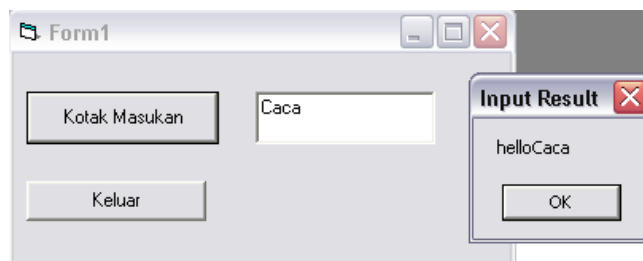 Form1
Kotak Masukan
Caca
Keluar
Input Result
helloCaca
OK